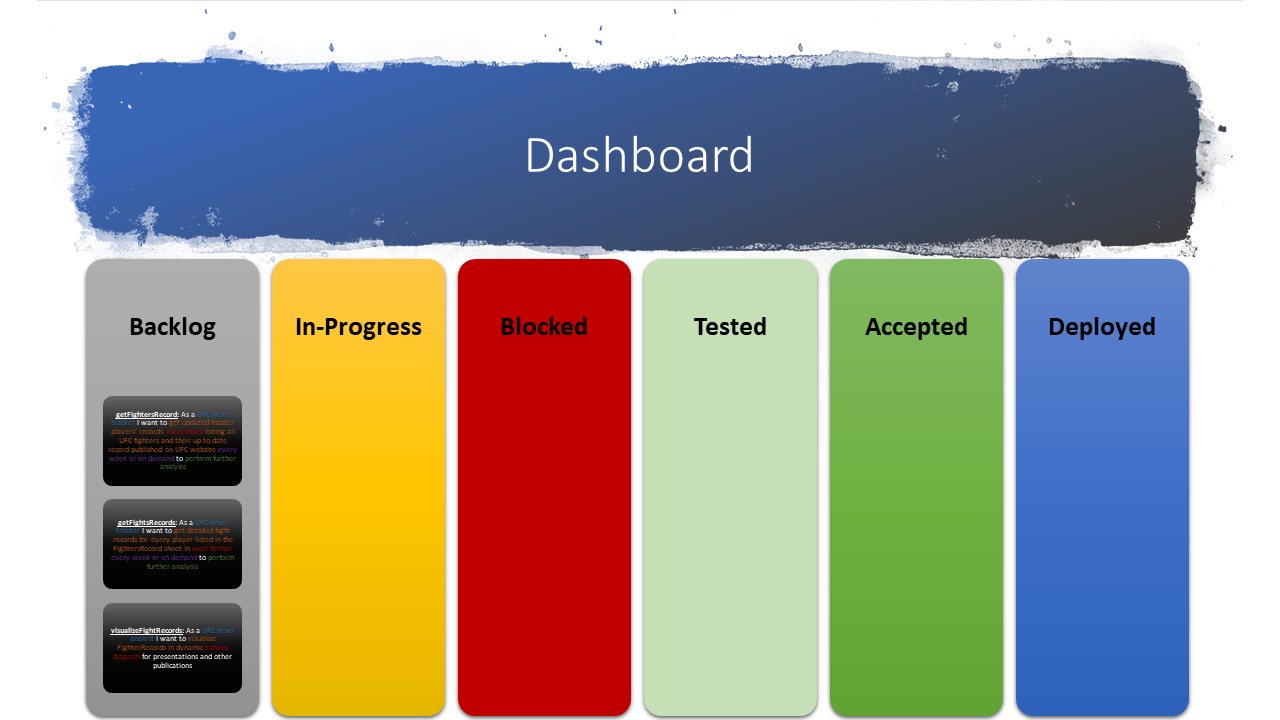 Dashboard
Backlog
In-Progress
Blocked
Tested
Accepted
Deployed
getFightersRecord: As a UFC news
tracker I want to get updated master
players' records excel sheet listing all
UFC fighters and their up to date
record published on UFC website every
week or on demand to perform further
analysis
getFightsRecords: As a UFC news
tracker I want to get detailed fight
records for every player listed in the
FightersRecord sheet in excel format
every week or on demand to perform
further analysis
visualizeFightRecords: As a UFC news
analyst I want to visualize
FighterRecords in dynamic Sankey
diagram for presentations and other
publications